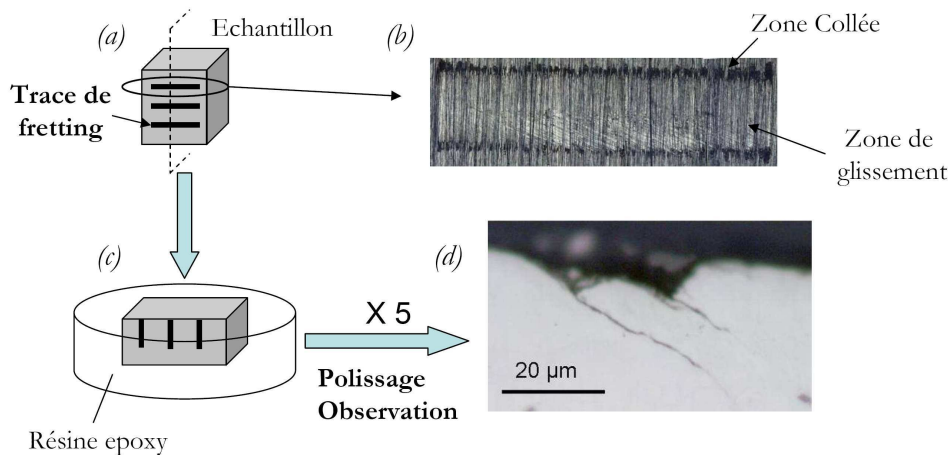 (a)
Echantillon
Trace de
fretting
(b)
Zone Collée
Zone de
glissement
(c)
Résine epoxy
X 5
Polissage
Observation
(d)
20 µm